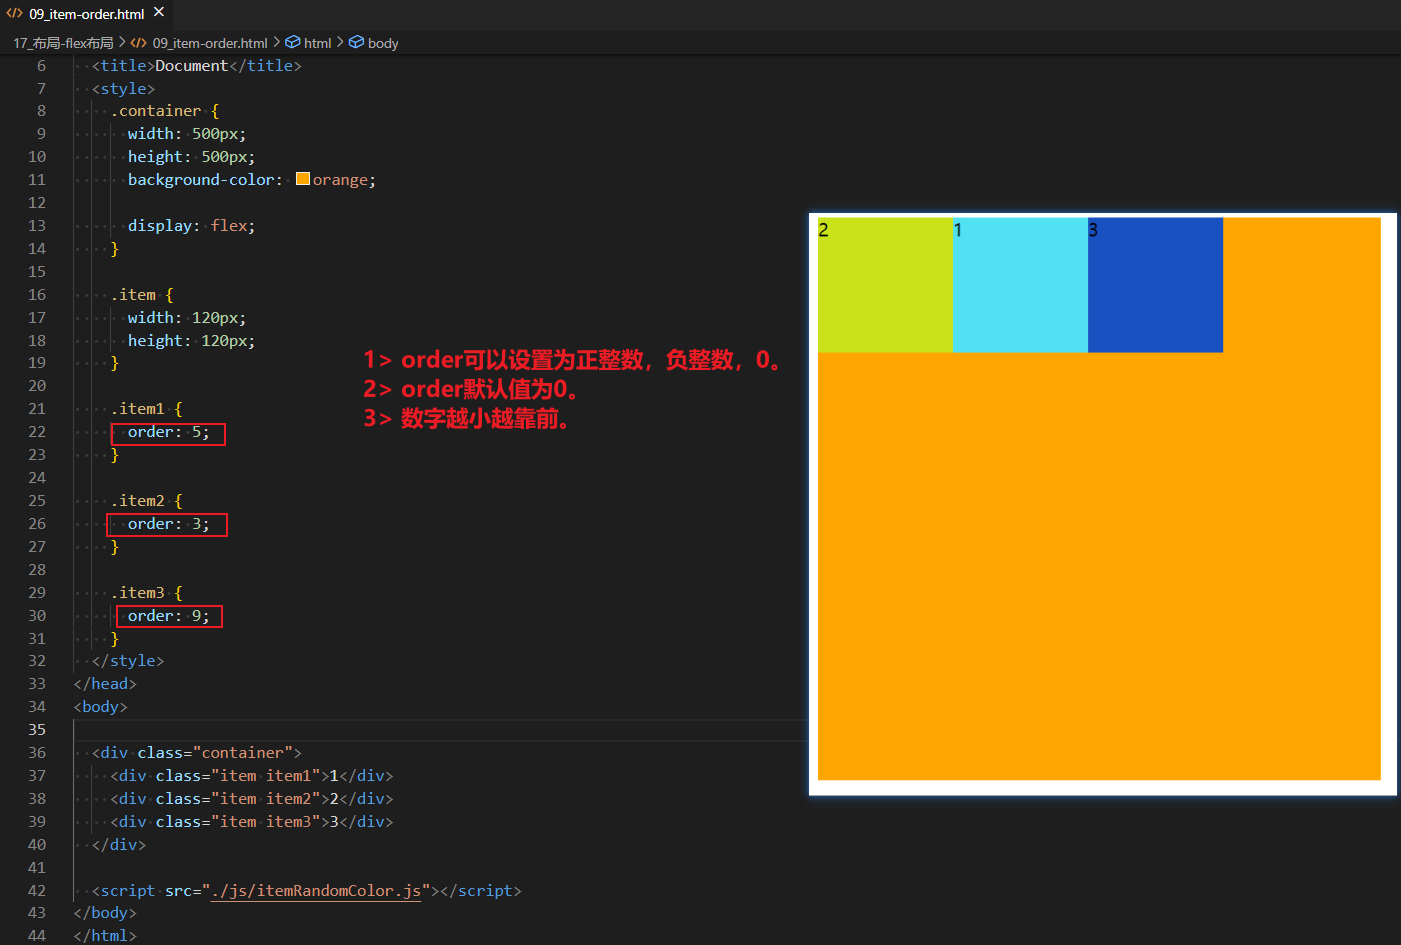 09_item-order.html
17_布局-flex布局 > 09_item-order.html > html > body
6 <title>Document</title>
7 <style>
8 .container {
9 width: 500px;
10 height: 500px;
11 background-color: orange;
12
13 display: flex;
14 }
15
16 .item {
17 width: 120px;
18 height: 120px;
19 }
20
21 .item1 {
22 order: 5;
23 }
24
25 .item2 {
26 order: 3;
27 }
28
29 .item3 {
30 order: 9;
31 }
32 </style>
33 </head>
34 <body>
35
36 <div class="container">
37 <div class="item item1">1</div>
38 <div class="item item2">2</div>
39 <div class="item item3">3</div>
40 </div>
41
42 <script src="./js/itemRandomColor.js"></script>
43 </body>
44 </html>
1> order可以设置为正整数，负整数，0。
2> order默认值为0。
3> 数字越小越靠前。
2 1 3